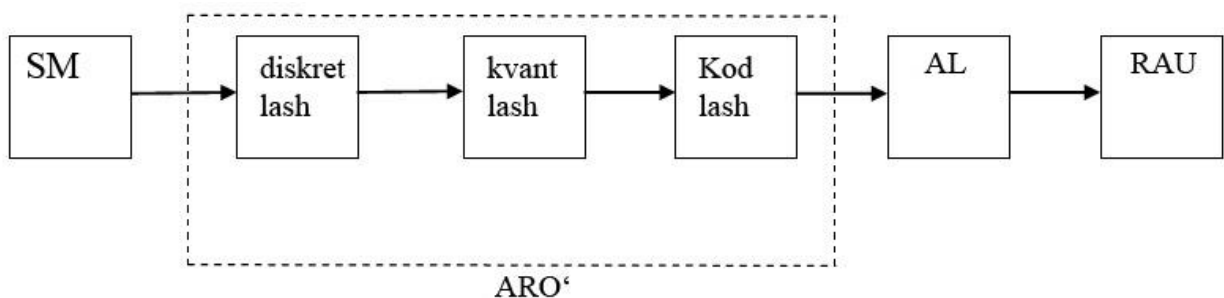 SM
diskret
lash
kvant
lash
Kod
lash
AL
RAU
ARO‘